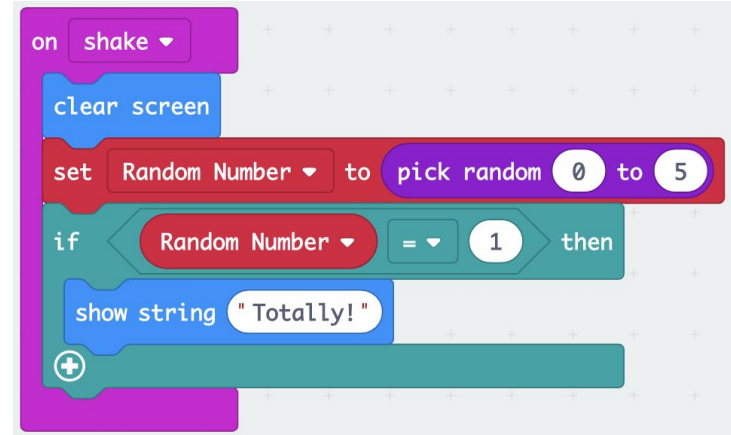 on shake
clear screen
set Random Number to pick random 0 to 5
if Random Number = 1 then
show string "Totally!"